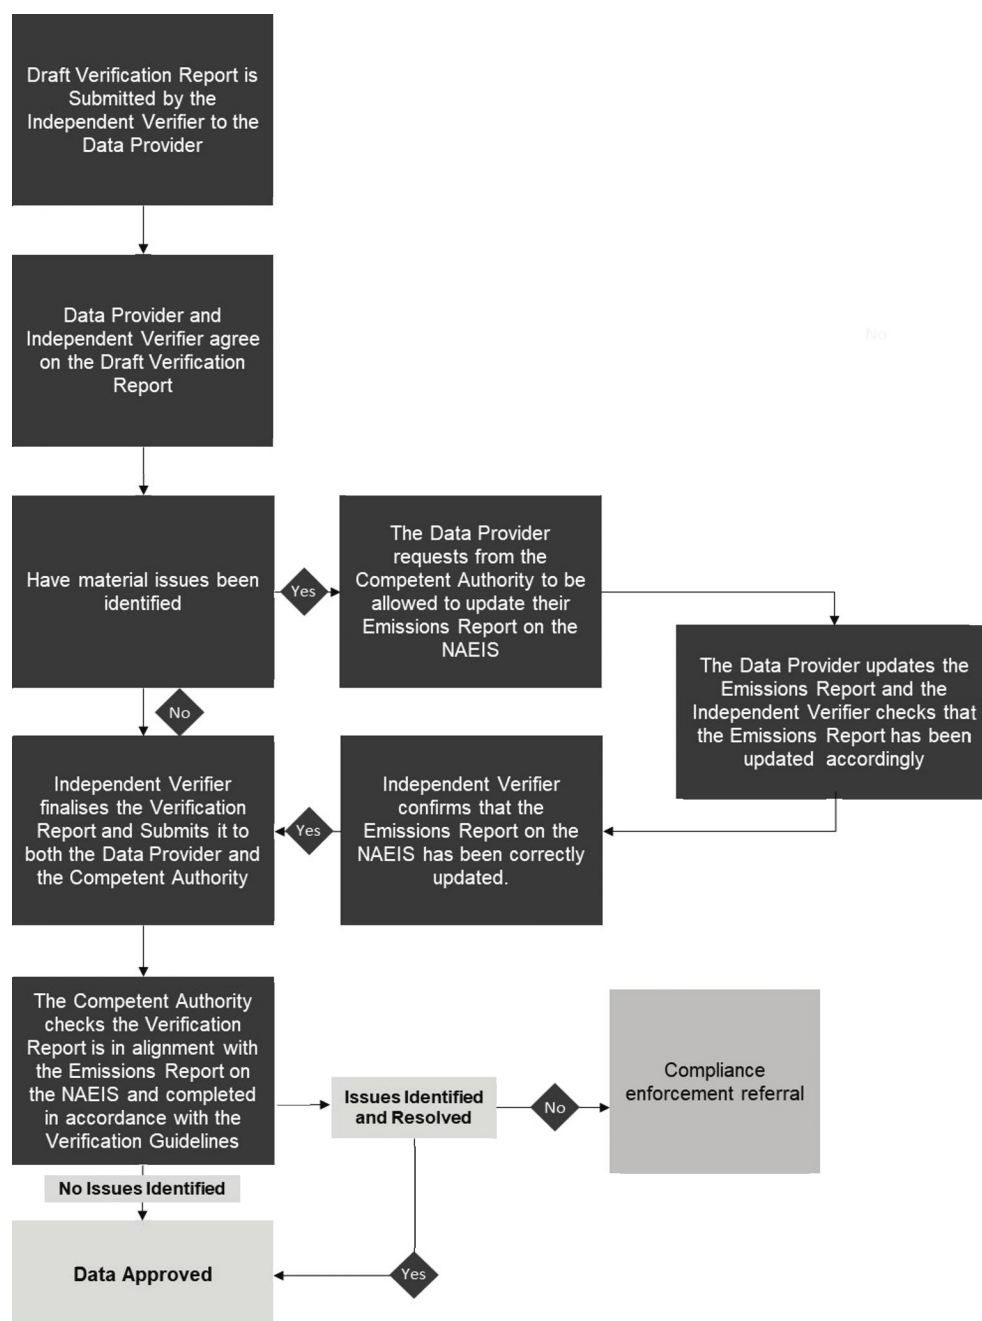 Draft Verification Report is
Submitted by the
Independent Verifier to the
Data Provider
Data Provider and
Independent Verifier agree
on the Draft Verification
Report
No
Have material issues been
identified
Yes
The Data Provider
requests from the
Competent Authority to be
allowed to update their
Emissions Report on the
NAEIS
The Data Provider updates the
Emissions Report and the
Independent Verifier checks that
the Emissions Report has been
updated accordingly
No
Independent Verifier
finalises the Verification
Report and Submits it to
both the Data Provider and
the Competent Authority
Yes
Independent Verifier
confirms that the
Emissions Report on the
NAEIS has been correctly
updated.
The Competent Authority
checks the Verification
Report is in alignment with
the Emissions Report on
the NAEIS and completed
in accordance with the
Verification Guidelines
Issues Identified
and Resolved
No
Compliance
enforcement referral
No Issues Identified
Data Approved
Yes